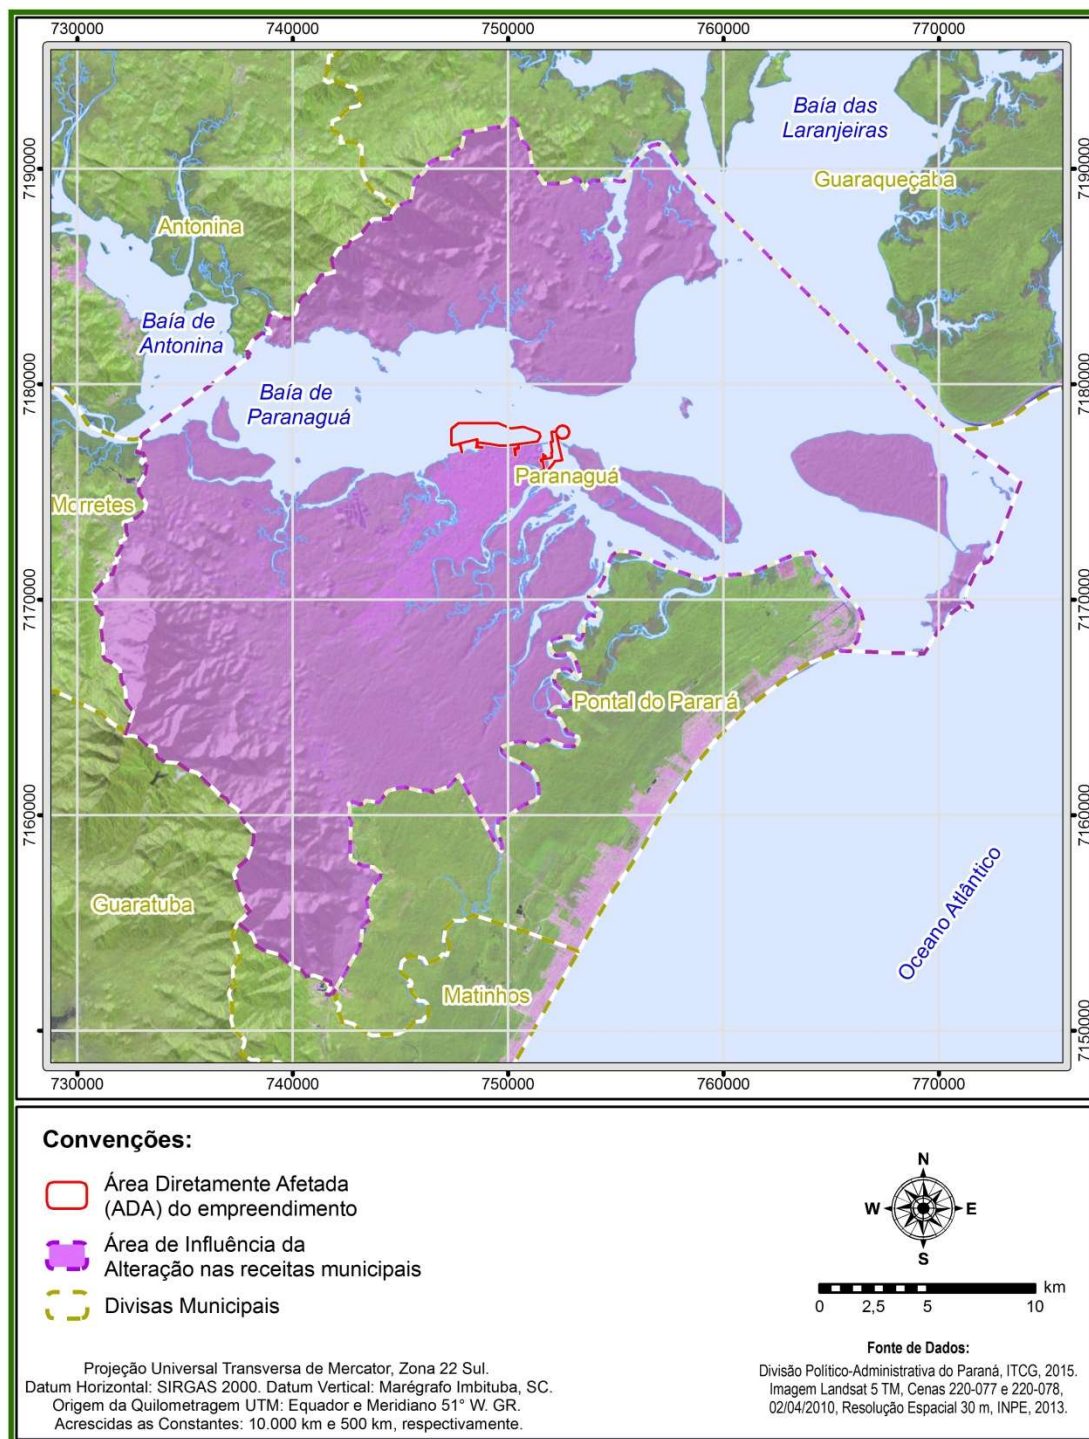 730000
740000
750000
760000
770000
7190000
7190000
7180000
7180000
7170000
7170000
7160000
7160000
7150000
Baía das
Laranjeiras
Guaraqueçaba
Antonina
Baía de
Antonina
Baía de
Paranaguá
Paranaguá
Morretes
Pontal do Paraná
Guaratuba
Matinhos
Oceano Atlântico
730000
740000
750000
760000
770000
Convenções:
Área Diretamente Afetada
(ADA) do empreendimento
Área de Influência da
Alteração nas receitas municipais
Divisas Municipais
N
W
E
S
km
0 2,5 5 10
Projeção Universal Transversa de Mercator, Zona 22 Sul.
Datum Horizontal: SIRGAS 2000. Datum Vertical: Marégrafo Imbituba, SC.
Origem da Quilometragem UTM: Equador e Meridiano 51° W. GR.
Acrescidas as Constantes: 10.000 km e 500 km, respectivamente.
Fonte de Dados:
Divisão Político-Administrativa do Paraná, ITCG, 2015.
Imagem Landsat 5 TM, Cenas 220-077 e 220-078,
02/04/2010, Resolução Espacial 30 m, INPE, 2013.